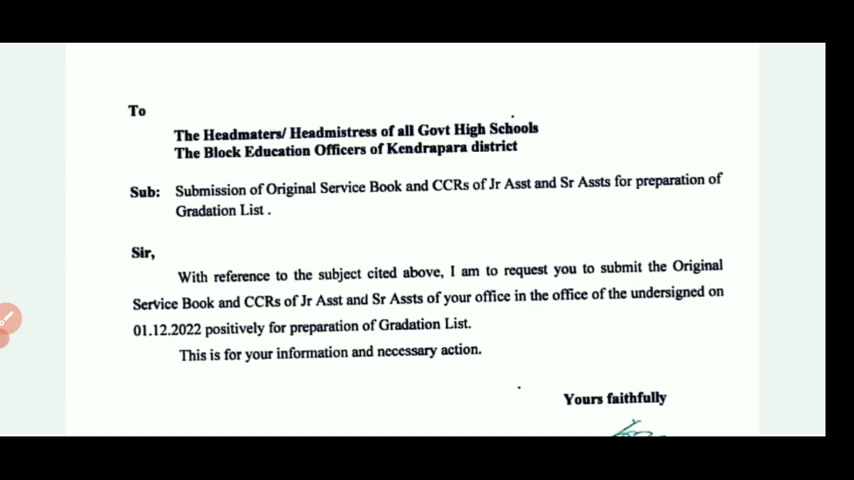 To
The Headmaters/ Headmistress of all Govt High Schools
The Block Education Officers of Kendrapara district
Sub: Submission of Original Service Book and CCRs of Jr Asst and Sr Assts for preparation of
Gradation List .
Sir,
With reference to the subject cited above, I am to request you to submit the Original
Service Book and CCRs of Jr Asst and Sr Assts of your office in the office of the undersigned on
01.12.2022 positively for preparation of Gradation List.
This is for your information and necessary action.
Yours faithfully